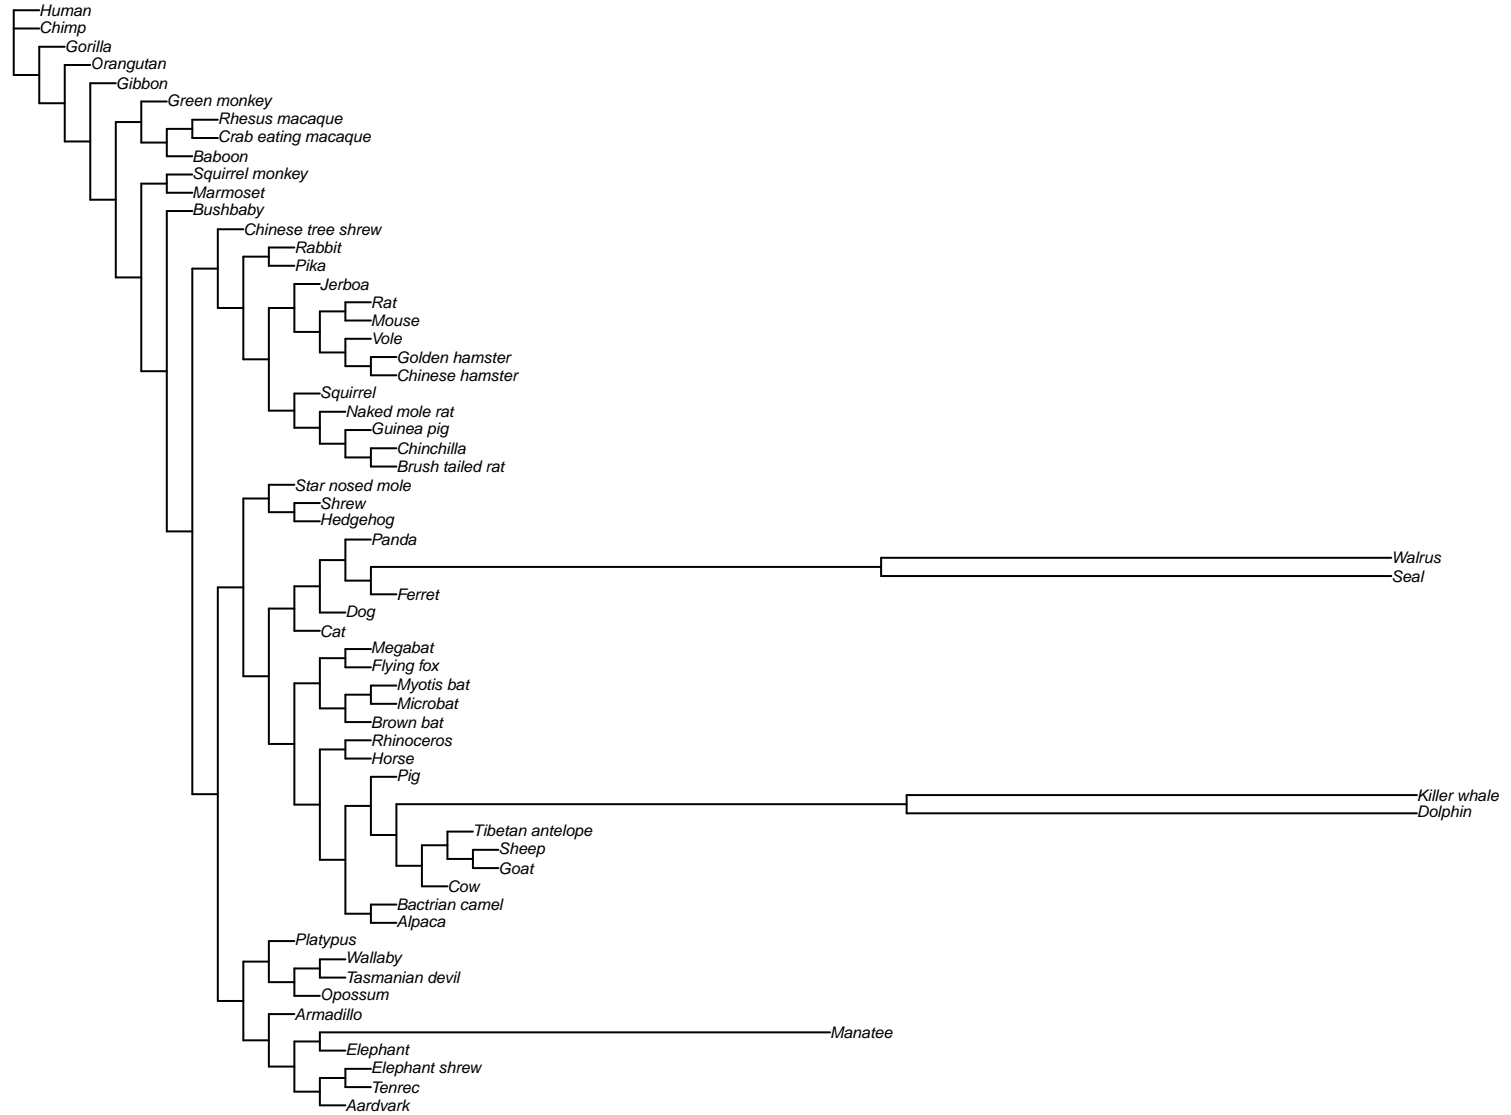 Human
Chimp
Gorilla
Orangutan
Gibbon
Green monkey
Rhesus macaque
Crab eating macaque
Baboon
Squirrel monkey
Marmoset
Bushbaby
Chinese tree shrew
Rabbit
Pika
Jerboa
Rat
Mouse
Vole
Golden hamster
Chinese hamster
Squirrel
Naked mole rat
Guinea pig
Chinchilla
Brush tailed rat
Star nosed mole
Shrew
Hedgehog
Panda
Walrus
Seal
Ferret
Dog
Cat
Megabat
Flying fox
Myotis bat
Microbat
Brown bat
Rhinoceros
Horse
Pig
Killer whale
Dolphin
Tibetan antelope
Sheep
Goat
Cow
Bactrian camel
Alpaca
Platypus
Wallaby
Tasmanian devil
Opossum
Armadillo
Manatee
Elephant
Elephant shrew
Tenrec
Aardvark